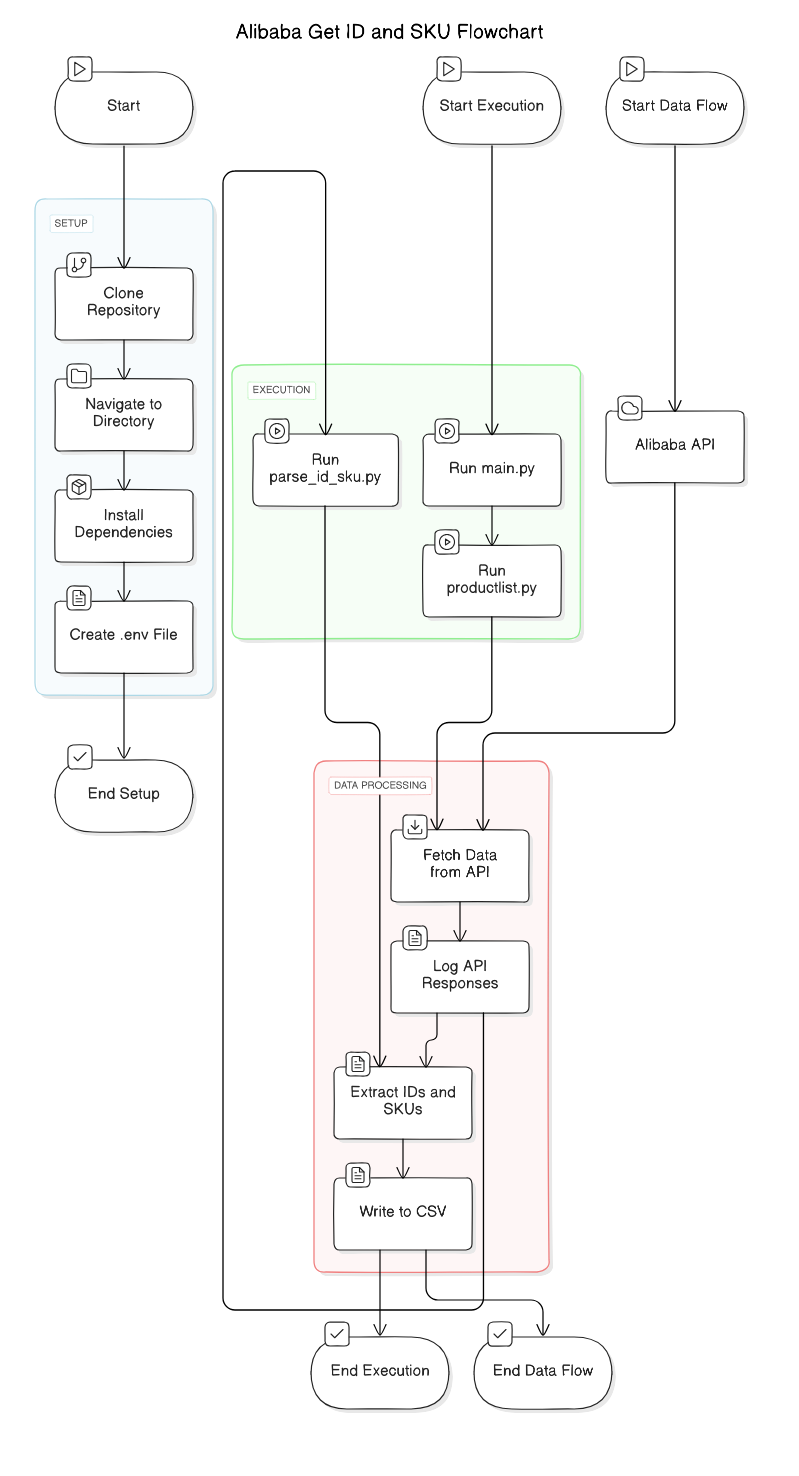 Alibaba Get ID and SKU Flowchart
Start
Start Execution
Start Data Flow
SETUP
Clone
Repository
Navigate to
Directory
Install
Dependencies
Create .env File
End Setup
EXECUTION
Run
parse_id_sku.py
Run main.py
Run
productlist.py
Alibaba API
DATA PROCESSING
Fetch Data
from API
Log API
Responses
Extract IDs and
SKUs
Write to CSV
End Execution
End Data Flow